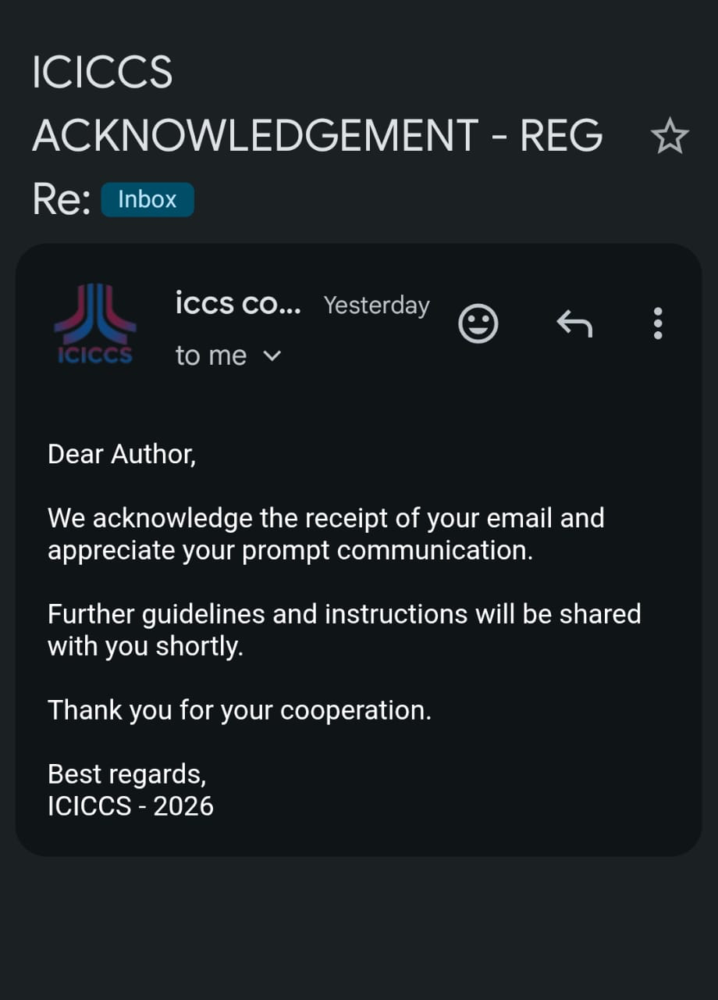 ICICCS
ACKNOWLEDGEMENT - REG
Re: Inbox
iccs co... Yesterday
ICICCS
to me
Dear Author,
We acknowledge the receipt of your email and
appreciate your prompt communication.
Further guidelines and instructions will be shared
with you shortly.
Thank you for your cooperation.
Best regards,
ICICCS - 2026